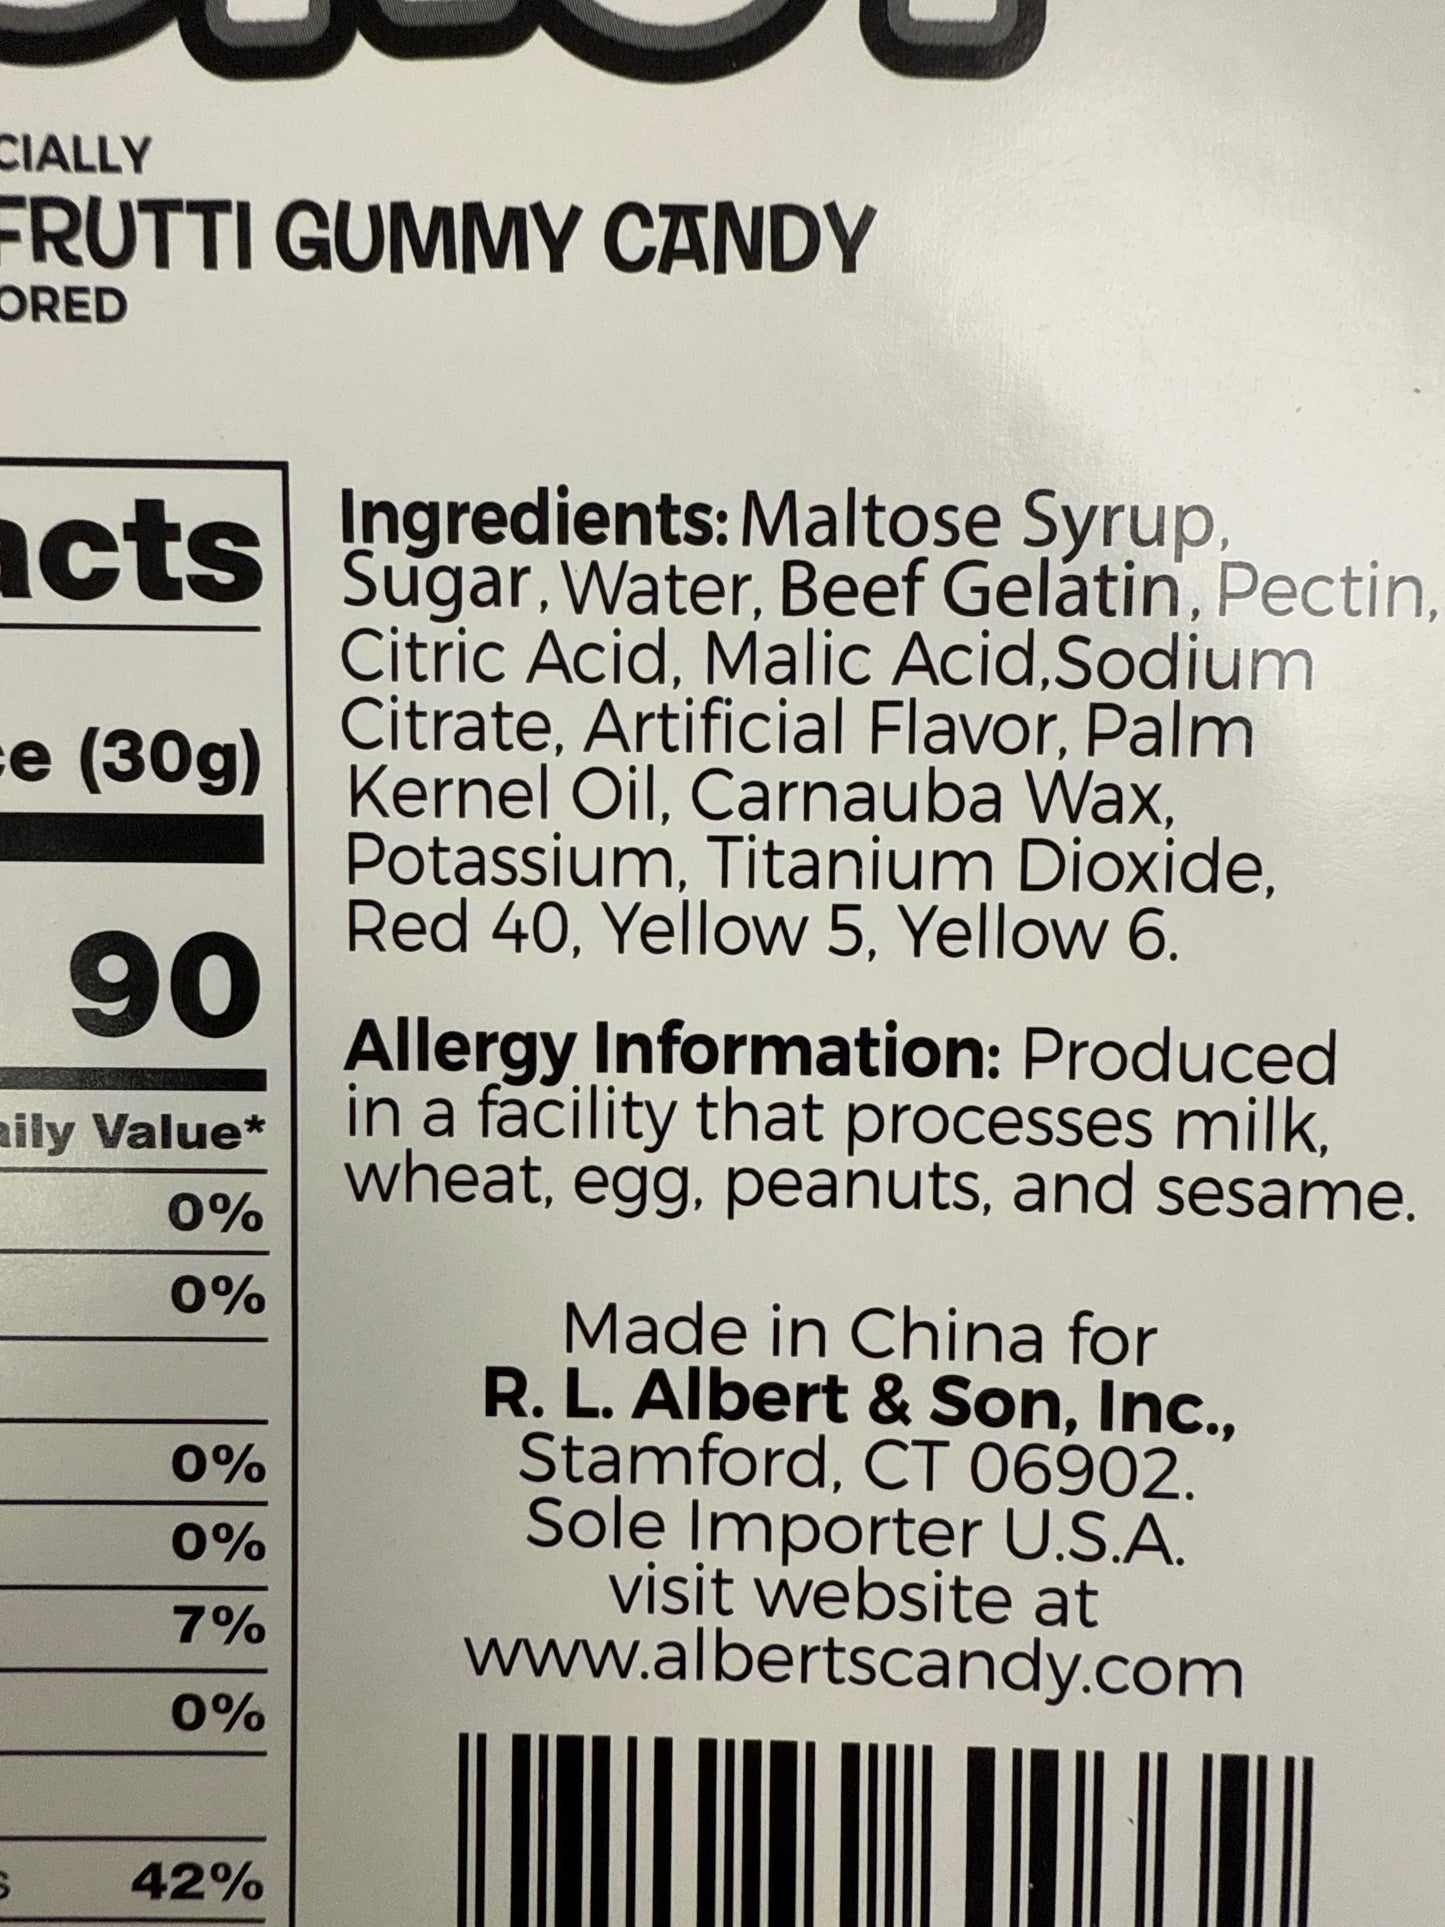 CIALLY
FRUTTI GUMMY CANDY
ORED
acts
ce (30g)
90
aily Value*
0%
0%
0%
0%
7%
0%
s 42%
Ingredients: Maltose Syrup,
Sugar, Water, Beef Gelatin, Pectin,
Citric Acid, Malic Acid,Sodium
Citrate, Artificial Flavor, Palm
Kernel Oil, Carnauba Wax,
Potassium, Titanium Dioxide,
Red 40, Yellow 5, Yellow 6.
Allergy Information: Produced
in a facility that processes milk,
wheat, egg, peanuts, and sesame.
Made in China for
R. L. Albert & Son, Inc.,
Stamford, CT 06902.
Sole Importer U.S.A.
visit website at
www.albertscandy.com